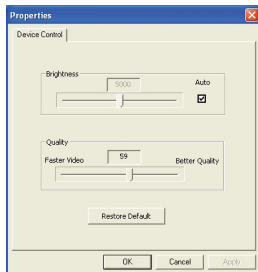 Properties
Device Control
Brightness
5000
Auto
Quality
Faster Video
59
Better Quality
Restore Default
OK
Cancel
Apply